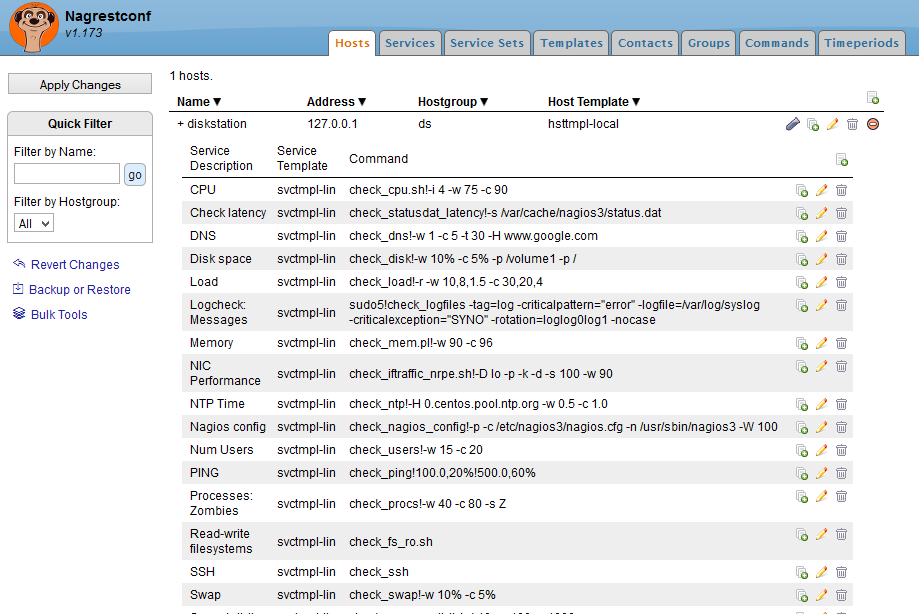 Nagrestconf
v1.173
Hosts
Services
Service Sets
Templates
Contacts
Groups
Commands
Timeperiods
Apply Changes
Quick Filter
Filter by Name:
go
Filter by Hostgroup:
All
Revert Changes
Backup or Restore
Bulk Tools
1 hosts.
Name▼ Address▼ Hostgroup▼ Host Template▼
+ diskstation 127.0.0.1 ds hsttmpl-local
Service Service
Description Template Command
CPU svctmpl-lin check_cpu.sh!-i 4 -w 75 -c 90
Check latency svctmpl-lin check_statusdat_latency!-s /var/cache/nagios3/status.dat
DNS svctmpl-lin check_dns!-w 1 -c 5 -t 30 -H www.google.com
Disk space svctmpl-lin check_disk!-w 10% -c 5% -p /volume1 -p /
Load svctmpl-lin check_load!-r -w 10,8,1.5 -c 30,20,4
Logcheck: svctmpl-lin sudo5!check_logfiles -tag=log -criticalpattern="error" -logfile=/var/log/syslog
Messages -criticalexception="SYNO" -rotation=loglog0log1 -nocase
Memory svctmpl-lin check_mem.pl!-w 90 -c 96
NIC
Performance svctmpl-lin check_iftraffic_nrpe.sh!-D lo -p -k -d -s 100 -w 90
NTP Time svctmpl-lin check_ntp!-H 0.centos.pool.ntp.org -w 0.5 -c 1.0
Nagios config svctmpl-lin check_nagios_config!-p -c /etc/nagios3/nagios.cfg -n /usr/sbin/nagios3 -W 100
Num Users svctmpl-lin check_users!-w 15 -c 20
PING svctmpl-lin check_ping!100.0,20%!500.0,60%
Processes:
Zombies svctmpl-lin check_procs!-w 40 -c 80 -s Z
Read-write
filesystems svctmpl-lin check_fs_ro.sh
SSH svctmpl-lin check_ssh
Swap svctmpl-lin check_swap!-w 10% -c 5%